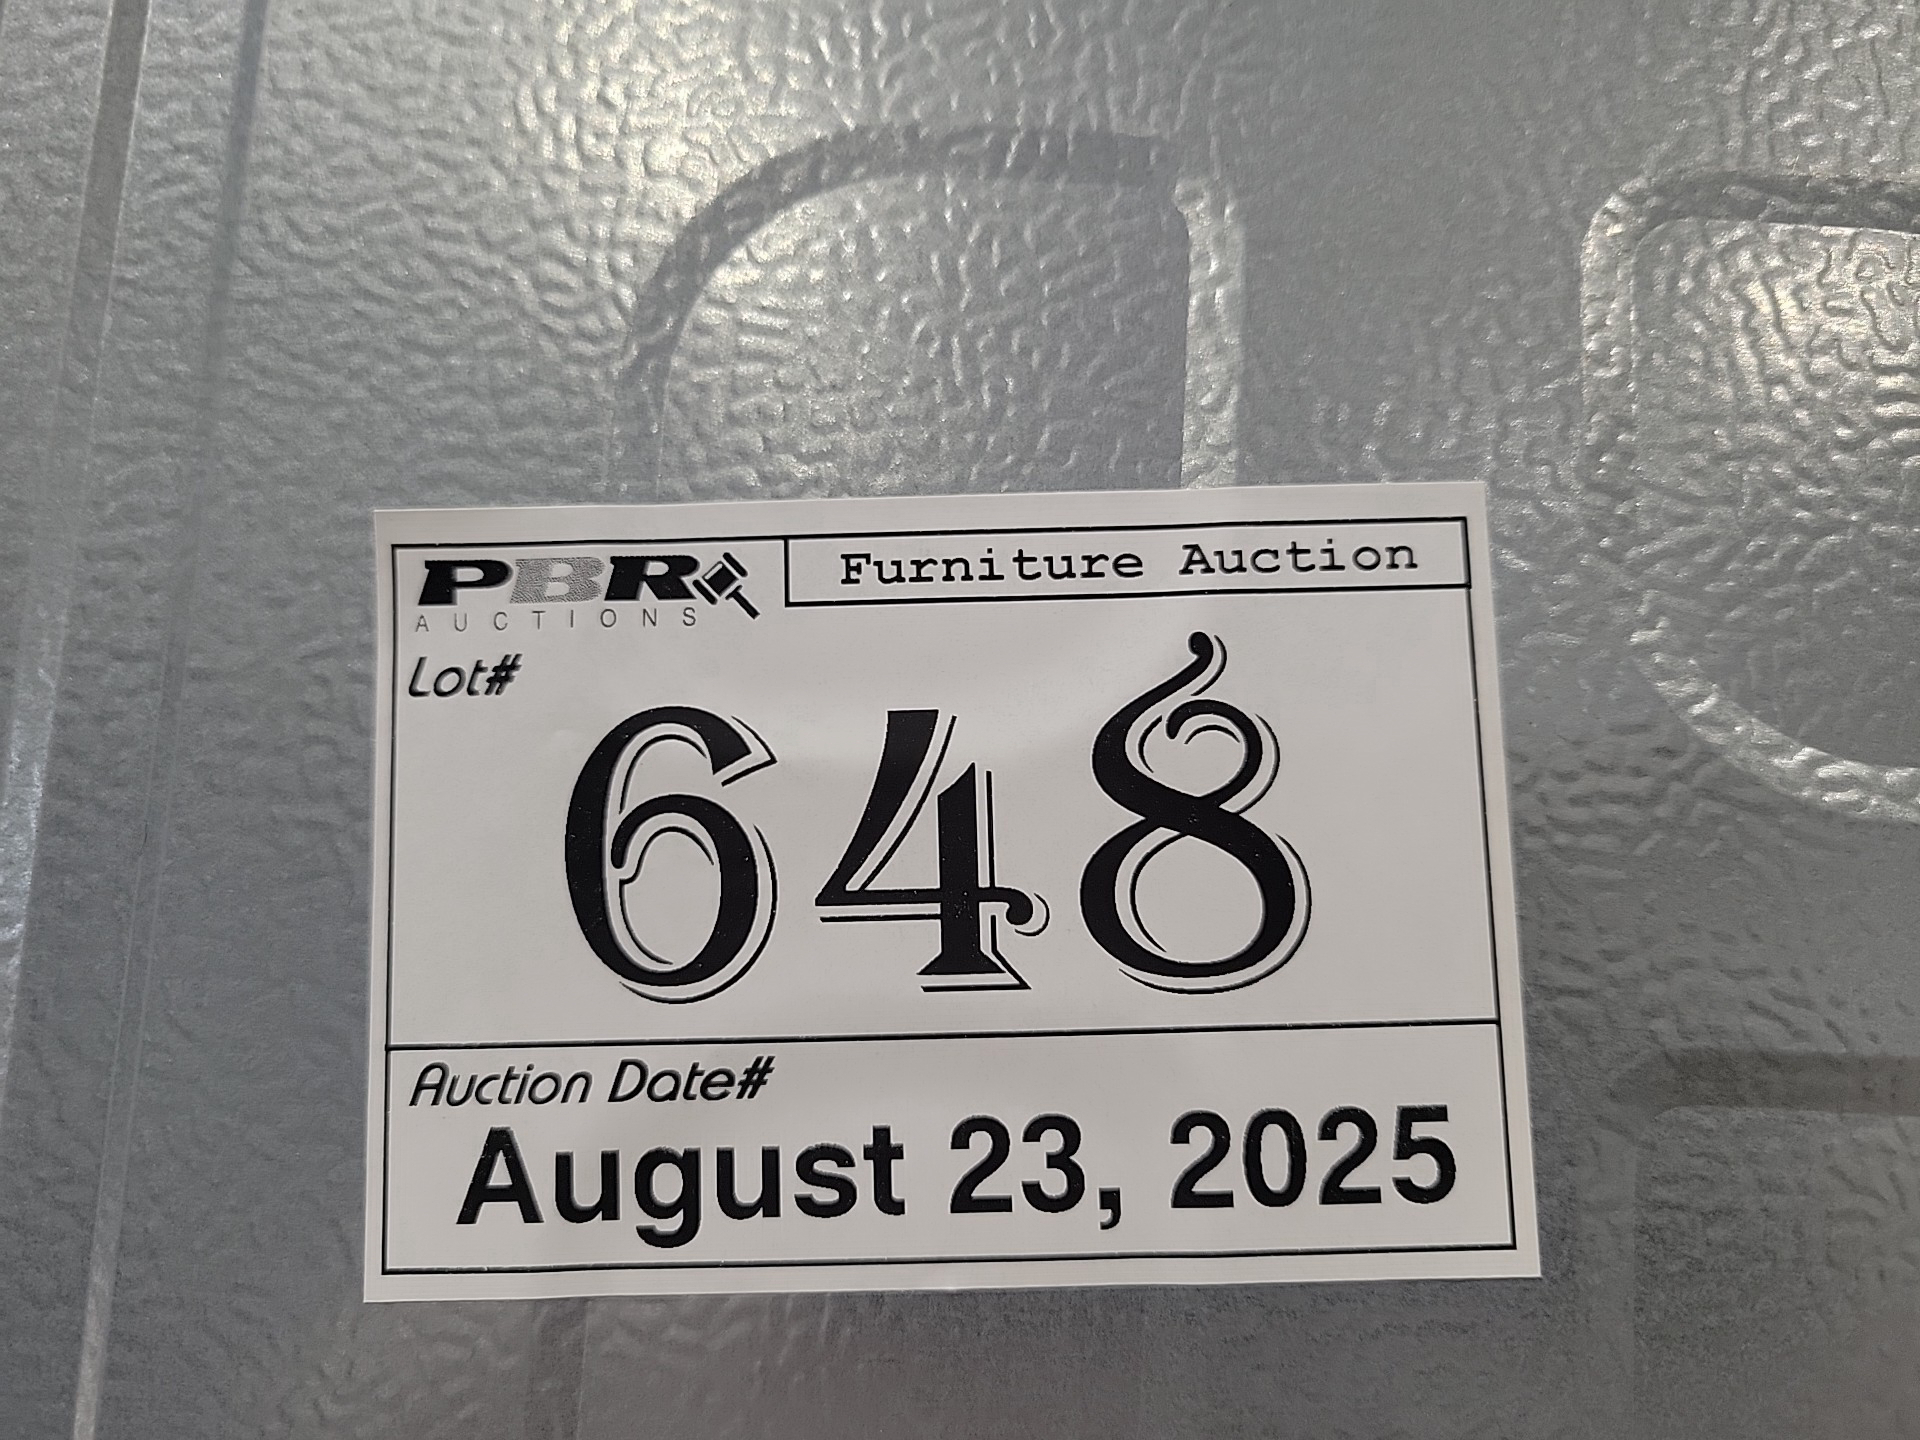 PBR
AUCTIONS
Furniture Auction
Lot#
648
Auction Date#
August 23, 2025